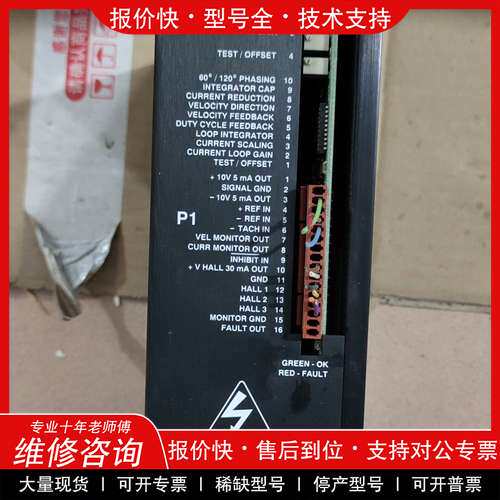 报价快·型号全·技术支持
TEST / OFFSET 4
60° / 120° PHASING 10
INTEGRATOR CAP 9
CURRENT REDUCTION 8
VELOCITY DIRECTION 7
VELOCITY FEEDBACK 6
DUTY CYCLE FEEDBACK 5
LOOP INTEGRATOR 4
CURRENT SCALING 3
CURRENT LOOP GAIN 2
TEST / OFFSET 1
P1
+ 10V 5 mA OUT 1
SIGNAL GND 2
− 10V 5 mA OUT 3
+ REF IN 4
− REF IN 5
− TACH IN 6
VEL MONITOR OUT 7
CURR MONITOR OUT 8
INHIBIT IN 9
+ V HALL 30 mA OUT 10
GND 11
HALL 1 12
HALL 2 13
HALL 3 14
MONITOR GND 15
FAULT OUT 16
GREEN - OK
RED - FAULT
专业十年老师傅
维修咨询
报价快·售后到位·支持对公专票
大量现货 | 可开专票 | 稀缺型号 | 停产型号 | 可开普票